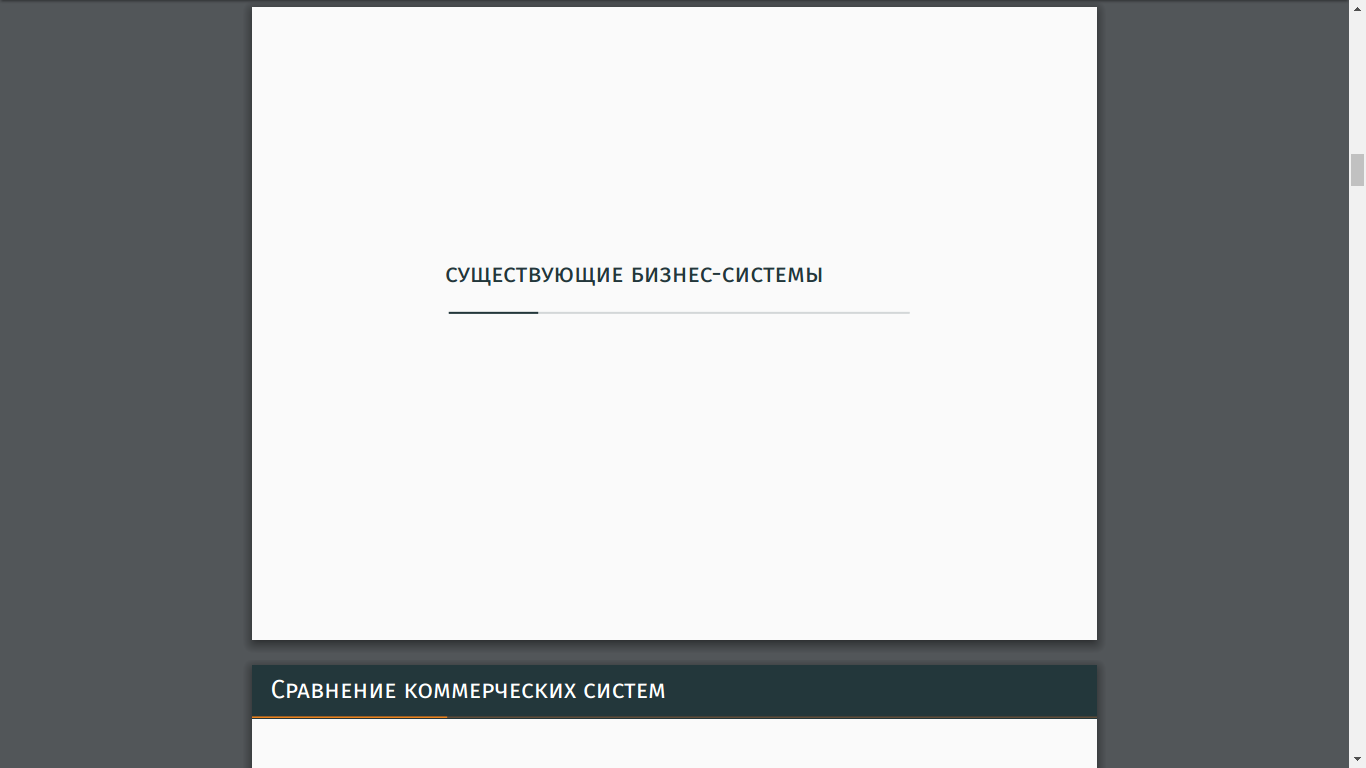 существующие бизнес-системы
Сравнение коммерческих систем